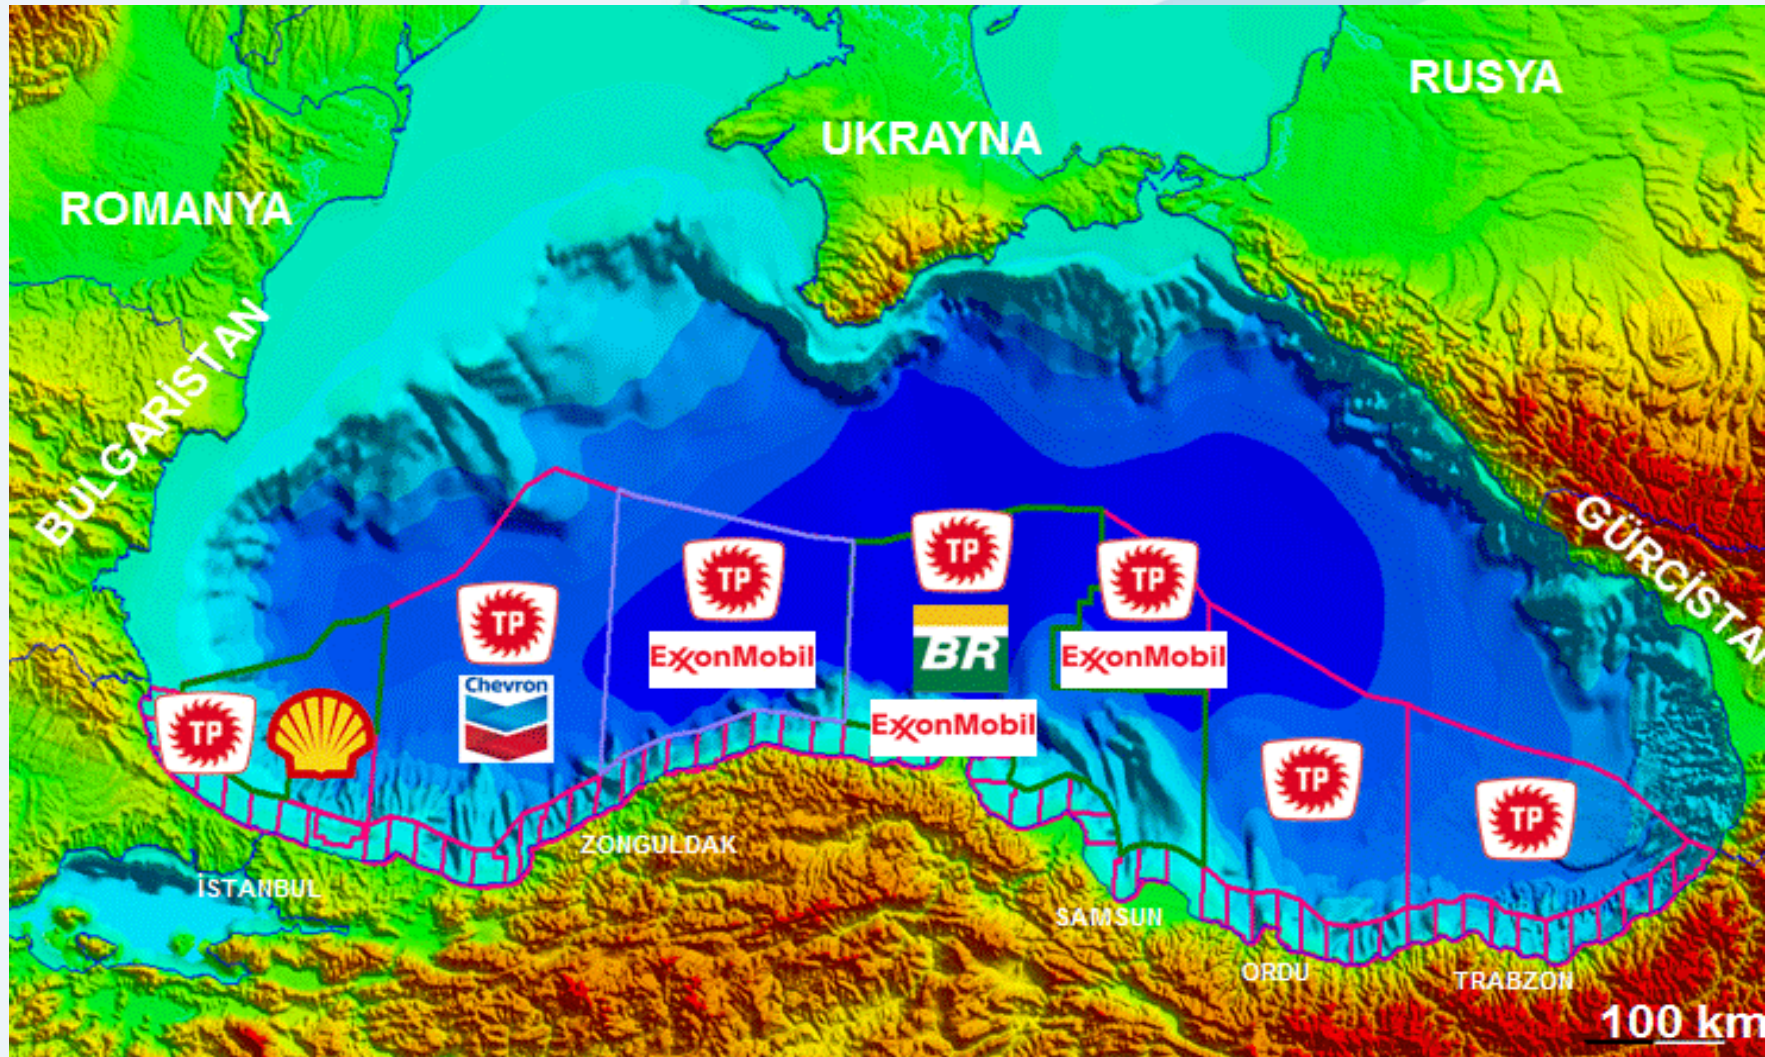 RUSYA
UKRAYNA
ROMANYA
BULGARİSTAN
GÜRCİSTAN
TP
TP
TP
TP
TP
ExxonMobil
BR
ExxonMobil
Chevron
TP
ExxonMobil
TP
TP
ZONGULDAK
İSTANBUL
SAMSUN
ORDU
TRABZON
100 km